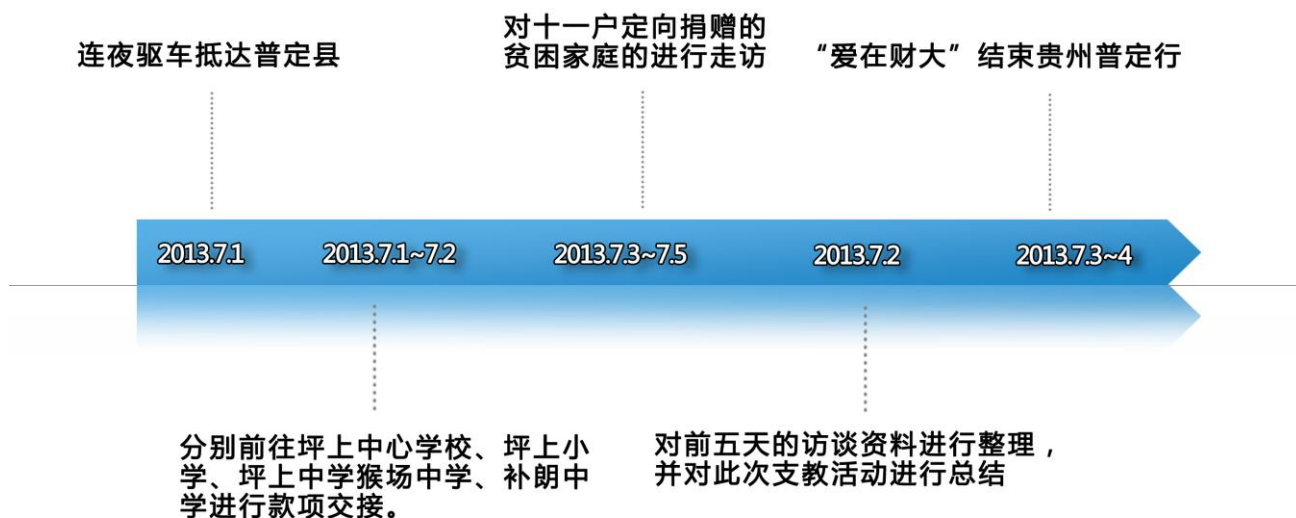 连夜驱车抵达普定县
对十一户定向捐赠的
贫困家庭的进行走访
“爱在财大”结束贵州普定行
2013.7.1
2013.7.1~7.2
2013.7.3~7.5
2013.7.2
2013.7.3~4
分别前往坪上中心学校、坪上小
学、坪上中学猴场中学、补朗中
学进行款项交接。
对前五天的访谈资料进行整理，
并对此次支教活动进行总结